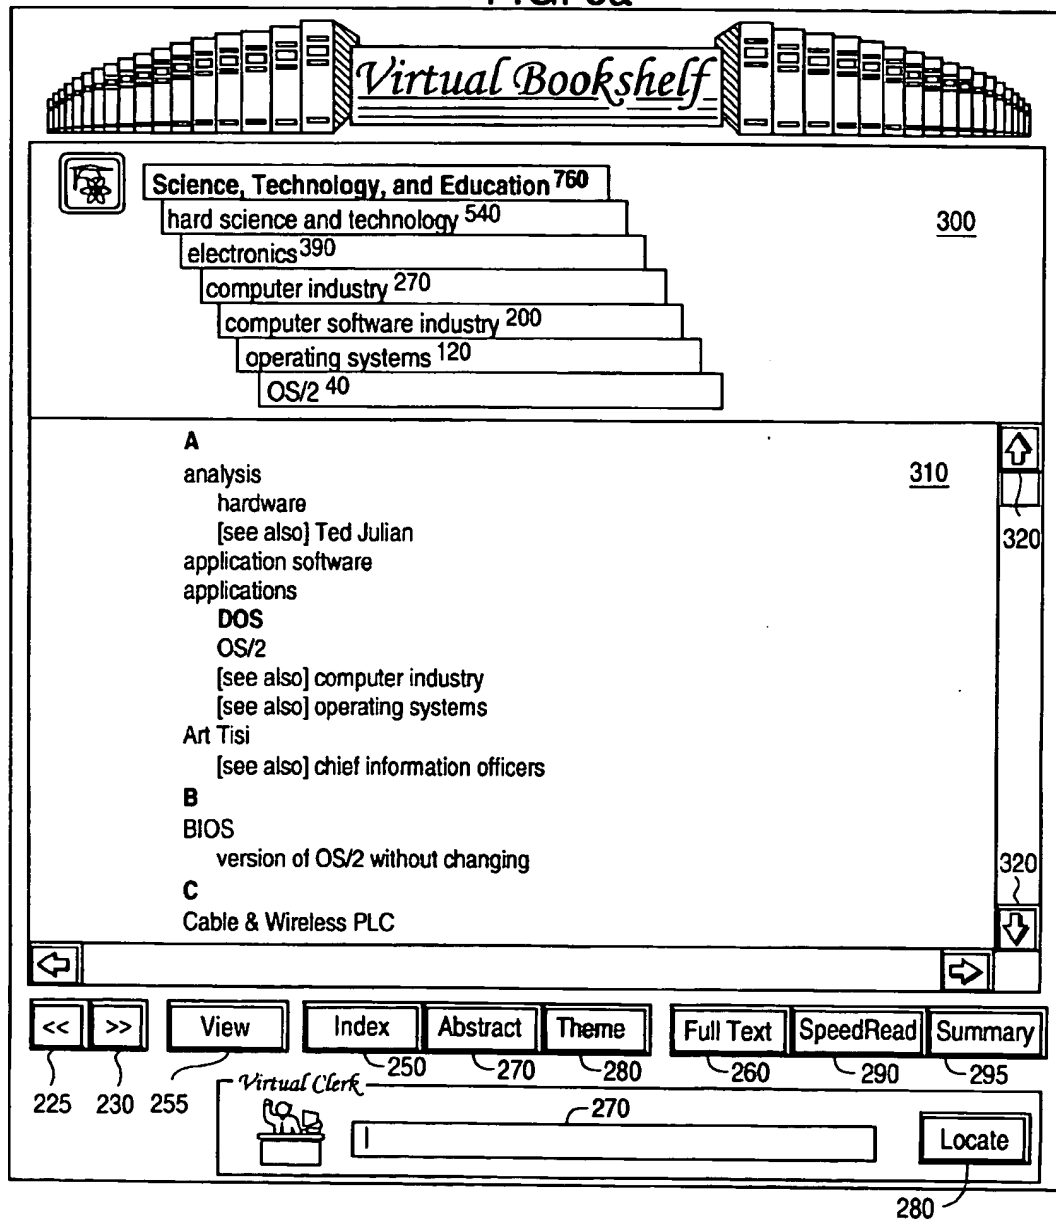 Virtual Bookshelf
Science, Technology, and Education 760
hard science and technology 540
300
electronics 390
computer industry 270
computer software industry 200
operating systems 120
OS/2 40
A
analysis
310
hardware
[see also] Ted Julian
320
application software
applications
DOS
OS/2
[see also] computer industry
[see also] operating systems
Art Tisi
[see also] chief information officers
B
BIOS
version of OS/2 without changing
320
C
Cable & Wireless PLC
<< >> View Index Abstract Theme Full Text SpeedRead Summary
250 270 280 260 290 295
225 230 255 Virtual Clerk
270
Locate
280